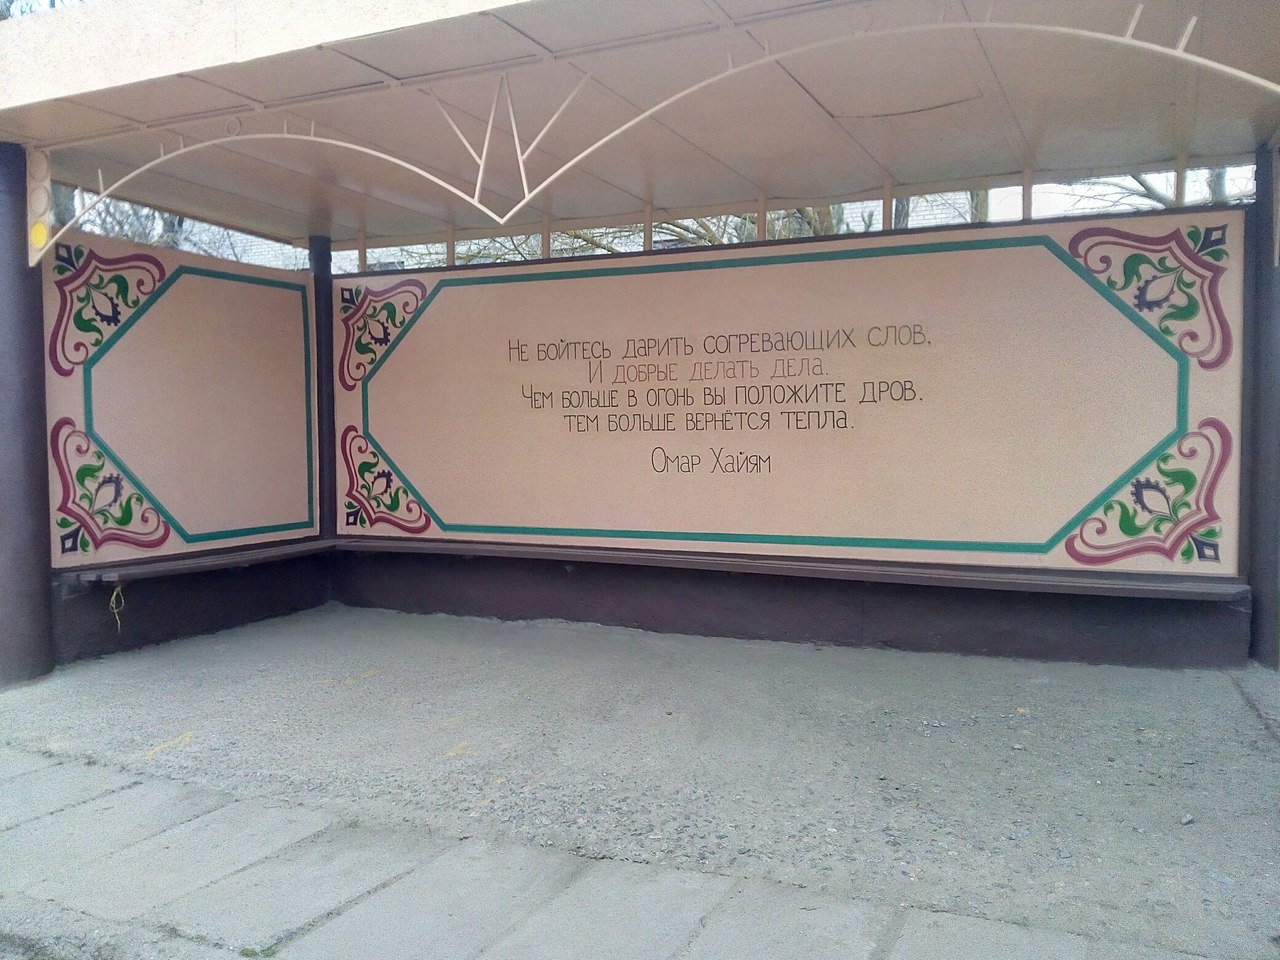 Не бойтесь дарить согревающих слов,
И добрые делать дела.
Чем больше в огонь вы положите дров,
тем больше вернётся тепла.
Омар Хайям